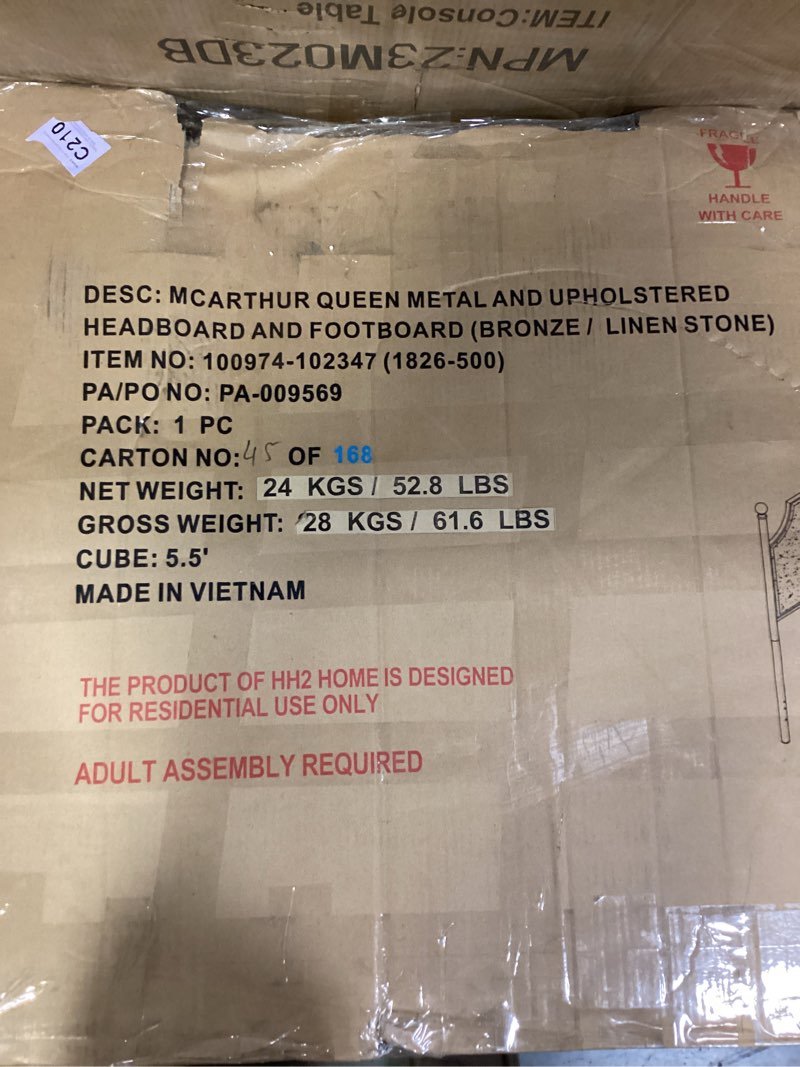 ITEM:Console Table
MPN:Z3M023DB
C210
FRAGILE
HANDLE
WITH CARE
DESC: MCARTHUR QUEEN METAL AND UPHOLSTERED
HEADBOARD AND FOOTBOARD (BRONZE / LINEN STONE)
ITEM NO: 100974-102347 (1826-500)
PA/PO NO: PA-009569
PACK: 1 PC
CARTON NO: 45 OF 168
NET WEIGHT: 24 KGS / 52.8 LBS
GROSS WEIGHT: 28 KGS / 61.6 LBS
CUBE: 5.5'
MADE IN VIETNAM
THE PRODUCT OF HH2 HOME IS DESIGNED
FOR RESIDENTIAL USE ONLY
ADULT ASSEMBLY REQUIRED